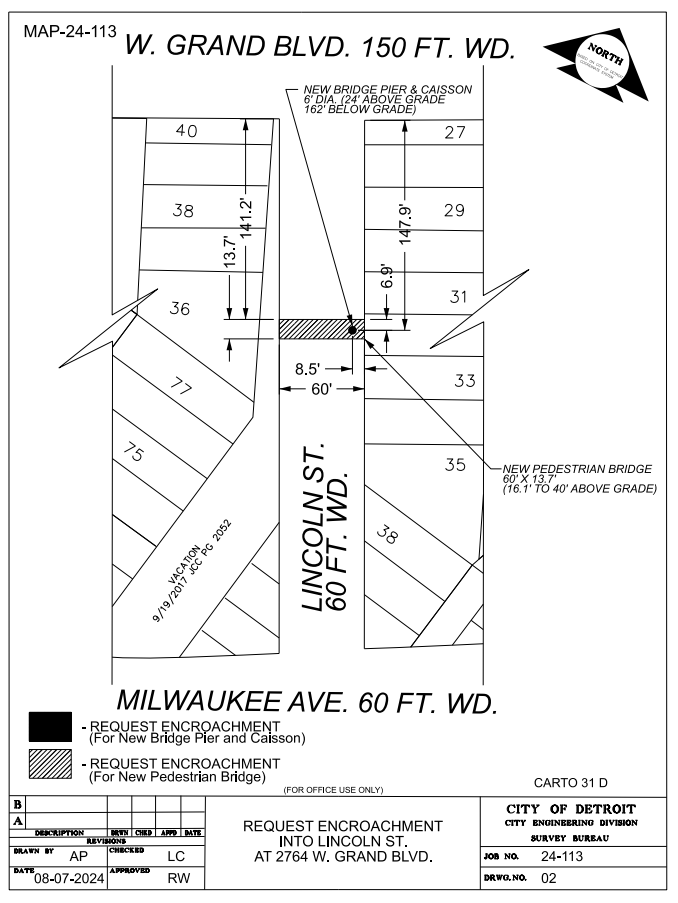 MAP-24-113
W. GRAND BLVD. 150 FT. WD.
NORTH
NEW BRIDGE PIER & CAISSON
6' DIA. (24' ABOVE GRADE
162' BELOW GRADE)
40
27
38
29
141.2'
147.9'
13.7'
6.9'
36
31
8.5'
60'
77
33
75
35
LINCOLN ST.
60 FT. WD.
NEW PEDESTRIAN BRIDGE
60' X 13.7'
(16.1' TO 40' ABOVE GRADE)
38
VACATION
9/19/2017 JCC PG 2052
MILWAUKEE AVE. 60 FT. WD.
- REQUEST ENCROACHMENT
(For New Bridge Pier and Caisson)
- REQUEST ENCROACHMENT
(For New Pedestrian Bridge)
(FOR OFFICE USE ONLY)
CARTO 31 D
B
A
DESCRIPTION DRWN CHKD APPD DATE
REVISIONS
DRAWN BY AP CHECKED LC
DATE 08-07-2024 APPROVED RW
REQUEST ENCROACHMENT
INTO LINCOLN ST.
AT 2764 W. GRAND BLVD.
CITY OF DETROIT
CITY ENGINEERING DIVISION
SURVEY BUREAU
JOB NO. 24-113
DRWG. NO. 02